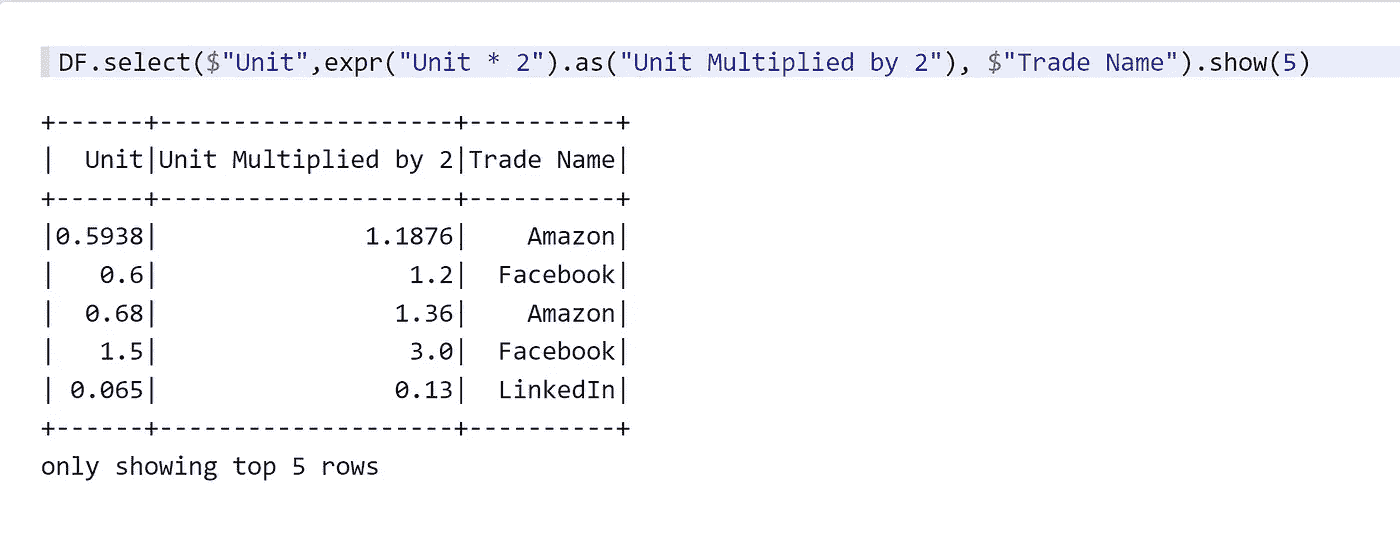 DF.select($"Unit",expr("Unit * 2").as("Unit Multiplied by 2"), $"Trade Name").show(5)
+------+--------------------+----------+
|  Unit|Unit Multiplied by 2|Trade Name|
+------+--------------------+----------+
|0.5938|              1.1876|    Amazon|
|   0.6|                 1.2|  Facebook|
|  0.68|                1.36|    Amazon|
|   1.5|                 3.0|  Facebook|
| 0.065|                0.13|  LinkedIn|
+------+--------------------+----------+
only showing top 5 rows